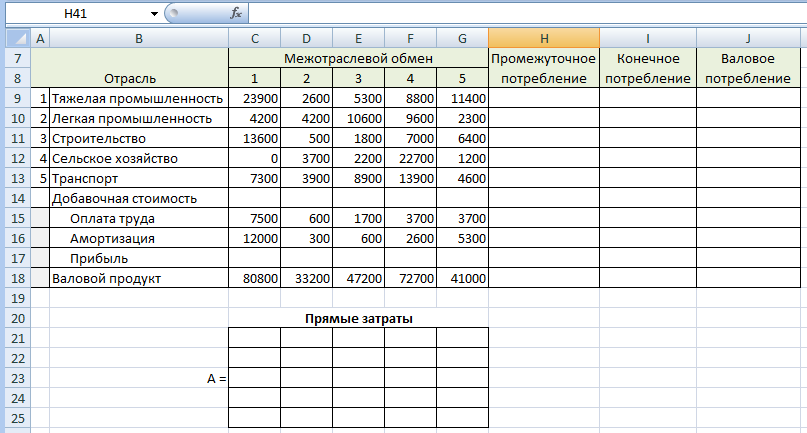 H41 fx
A B C D E F G H I J
7 Межотраслевой обмен Промежуточное Конечное Валовое
8 Отрасль 1 2 3 4 5 потребление потребление потребление
9 1 Тяжелая промышленность 23900 2600 5300 8800 11400
10 2 Легкая промышленность 4200 4200 10600 9600 2300
11 3 Строительство 13600 500 1800 7000 6400
12 4 Сельское хозяйство 0 3700 2200 22700 1200
13 5 Транспорт 7300 3900 8900 13900 4600
14 Добавочная стоимость
15 Оплата труда 7500 600 1700 3700 3700
16 Амортизация 12000 300 600 2600 5300
17 Прибыль
18 Валовой продукт 80800 33200 47200 72700 41000
19
20 Прямые затраты
21
22
23 А =
24
25